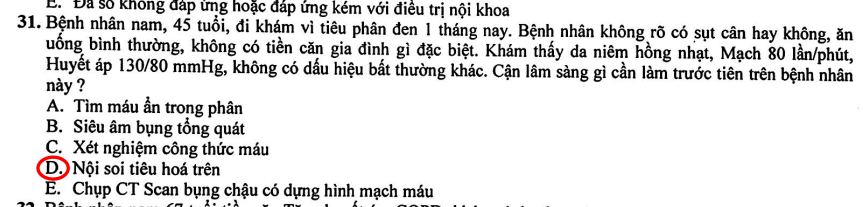 E. Đa số không đáp ứng hoặc đáp ứng kém với điều trị nội khoa
31. Bệnh nhân nam, 45 tuổi, đi khám vì tiêu phân đen 1 tháng nay. Bệnh nhân không rõ có sụt cân hay không, ăn
uống bình thường, không có tiền căn gia đình gì đặc biệt. Khám thấy da niêm hồng nhạt, Mạch 80 lần/phút,
Huyết áp 130/80 mmHg, không có dấu hiệu bất thường khác. Cận lâm sàng gì cần làm trước tiên trên bệnh nhân
này ?
A. Tìm máu ẩn trong phân
B. Siêu âm bụng tổng quát
C. Xét nghiệm công thức máu
D. Nội soi tiêu hoá trên
E. Chụp CT Scan bụng chậu có dựng hình mạch máu